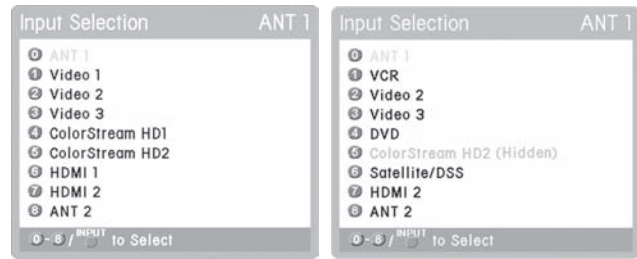 Input Selection ANT 1
0 ANT 1
1 Video 1
2 Video 2
3 Video 3
4 ColorStream HD1
5 ColorStream HD2
6 HDMI 1
7 HDMI 2
8 ANT 2
0-8/INPUT to Select
Input Selection ANT 1
0 ANT 1
1 VCR
2 Video 2
3 Video 3
4 DVD
5 ColorStream HD2 (Hidden)
6 Satellite/DSS
7 HDMI 2
8 ANT 2
0-8/INPUT to Select